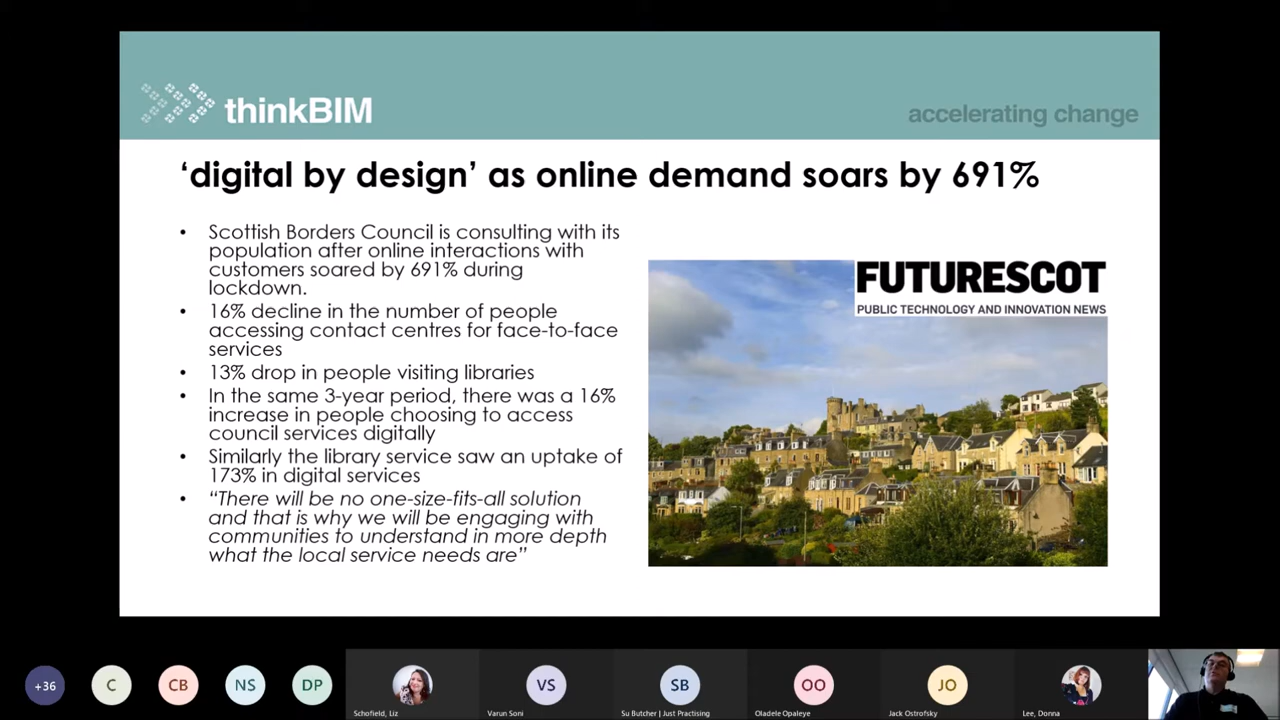 thinkBIM
accelerating change
‘digital by design’ as online demand soars by 691%
• Scottish Borders Council is consulting with its
population after online interactions with
customers soared by 691% during
lockdown.
• 16% decline in the number of people
accessing contact centres for face-to-face
services
• 13% drop in people visiting libraries
• In the same 3-year period, there was a 16%
increase in people choosing to access
council services digitally
• Similarly the library service saw an uptake of
173% in digital services
• “There will be no one-size-fits-all solution
and that is why we will be engaging with
communities to understand in more depth
what the local service needs are”
FUTURESCOT
PUBLIC TECHNOLOGY AND INNOVATION NEWS
+36
C
CB
NS
DP
Schofield, Liz
VS
Varun Soni
SB
Su Butcher | Just Practising
OO
Oladele Opaleye
JO
Jack Ostrofsky
Lee, Donna